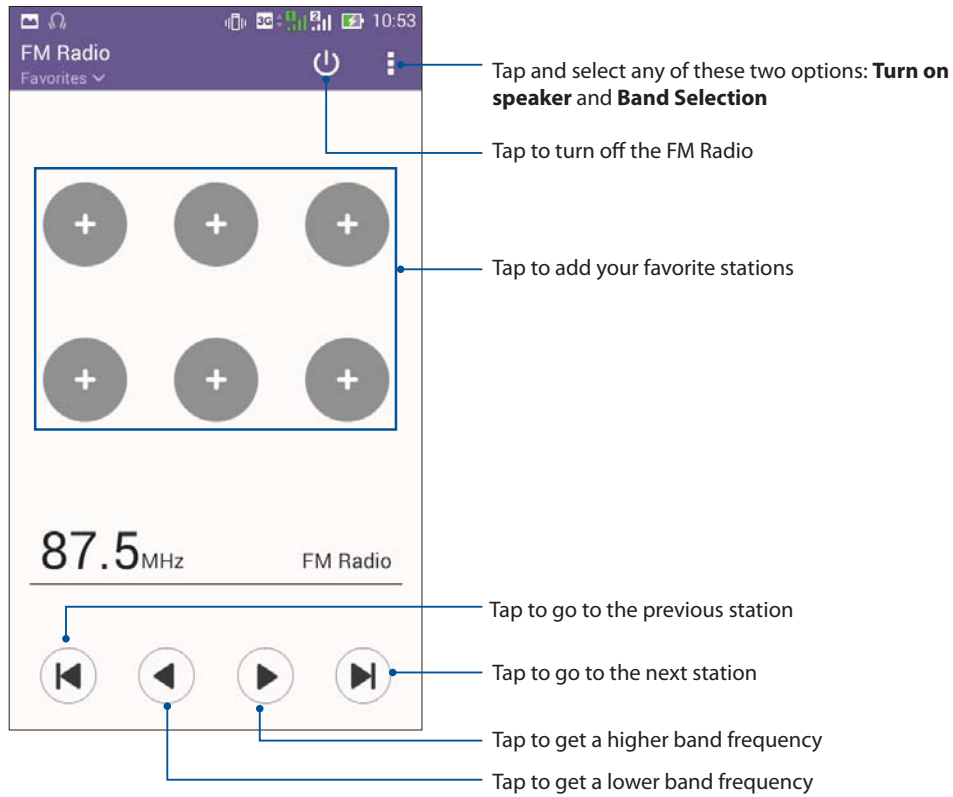 3G 1 2 10:53
FM Radio
Favorites
Tap and select any of these two options: Turn on
speaker and Band Selection
Tap to turn off the FM Radio
Tap to add your favorite stations
87.5MHz
FM Radio
Tap to go to the previous station
Tap to go to the next station
Tap to get a higher band frequency
Tap to get a lower band frequency